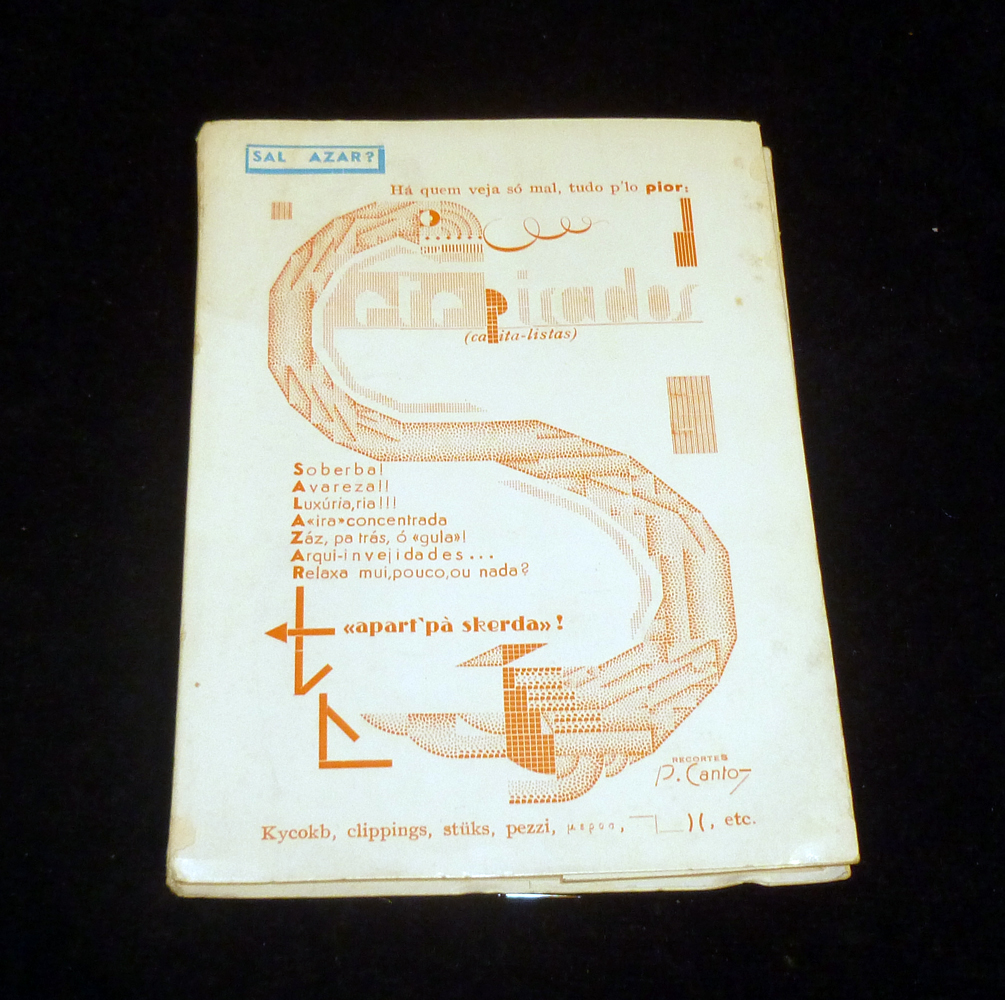 SAL AZAR?
Há quem veja só mal, tudo p'lo pior:
(capita-listas)
Soberba!
Avareza!!
Luxúria,ria!!!
A«ira»concentrada
Záz, pa trás, ó «gula»!
Arqui-invejidades...
Relaxa mui,pouco,ou nada?
«apart'pà skerda»!
RECORTES
P. Canto
Kycokb, clippings, stüks, pezzi, μεροπ, )(, etc.